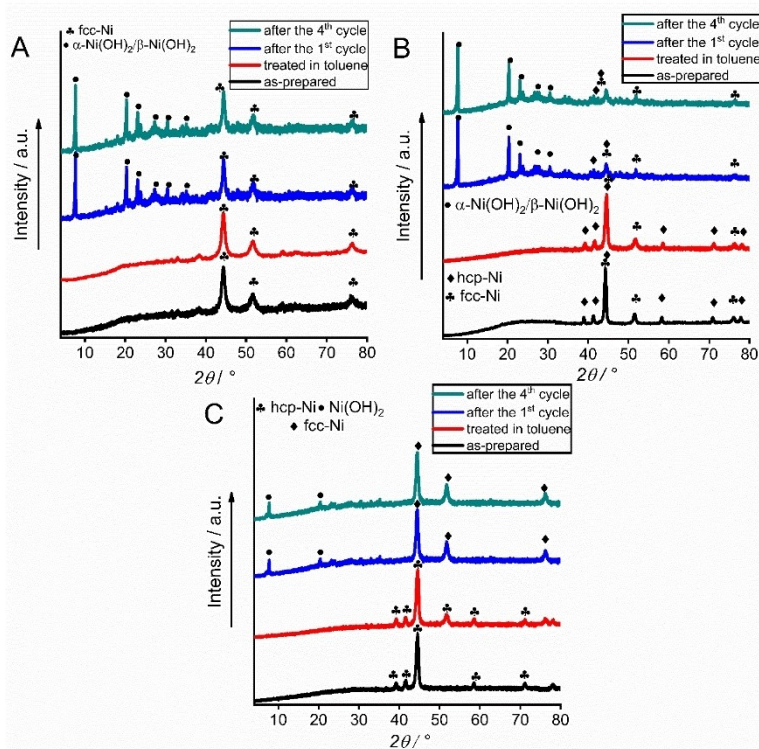 A
♣ fcc-Ni
● α-Ni(OH)2/β-Ni(OH)2
after the 4th cycle
after the 1st cycle
treated in toluene
as-prepared
Intensity / a.u.
10 20 30 40 50 60 70 80
2θ / °
B
after the 4th cycle
after the 1st cycle
treated in toluene
as-prepared
● α-Ni(OH)2/β-Ni(OH)2
♦ hcp-Ni
♣ fcc-Ni
Intensity / a.u.
10 20 30 40 50 60 70 80
2θ / °
C
♣ hcp-Ni ● Ni(OH)2
♦ fcc-Ni
after the 4th cycle
after the 1st cycle
treated in toluene
as-prepared
Intensity / a.u.
10 20 30 40 50 60 70 80
2θ / °